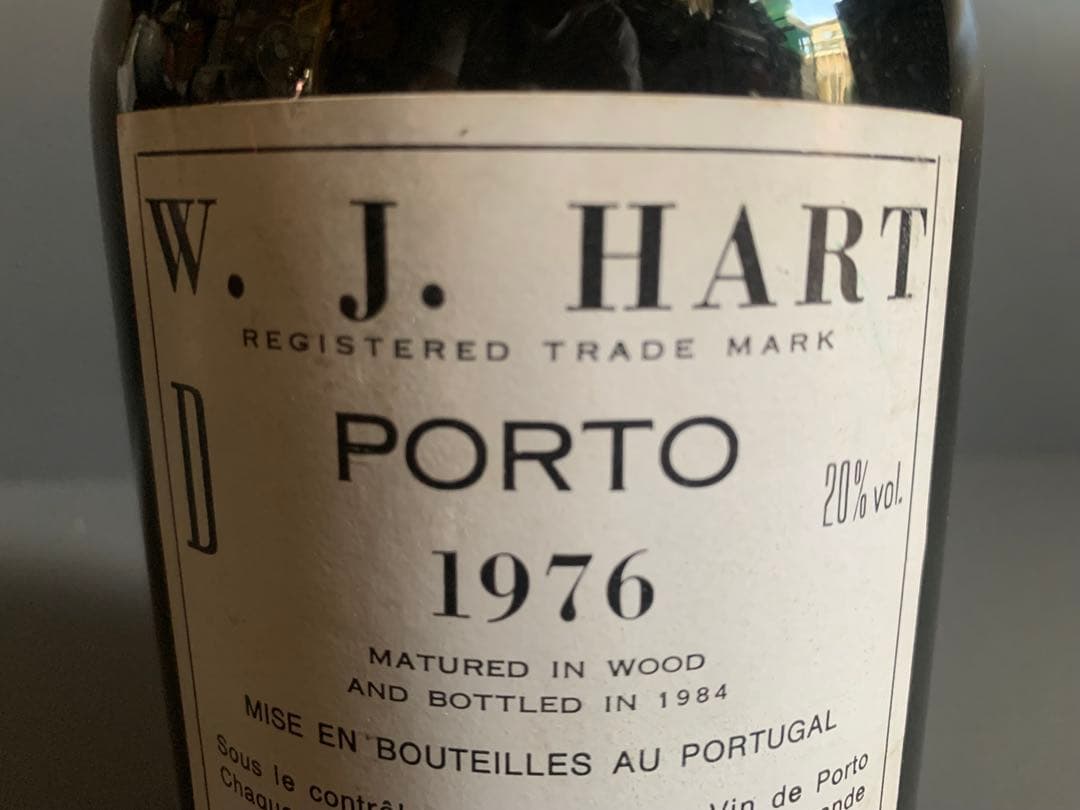 W. J. HART
REGISTERED TRADE MARK
D
PORTO
20% vol.
1976
MATURED IN WOOD
AND BOTTLED IN 1984
MISE EN BOUTEILLES AU PORTUGAL
Sous le Vin de Porto